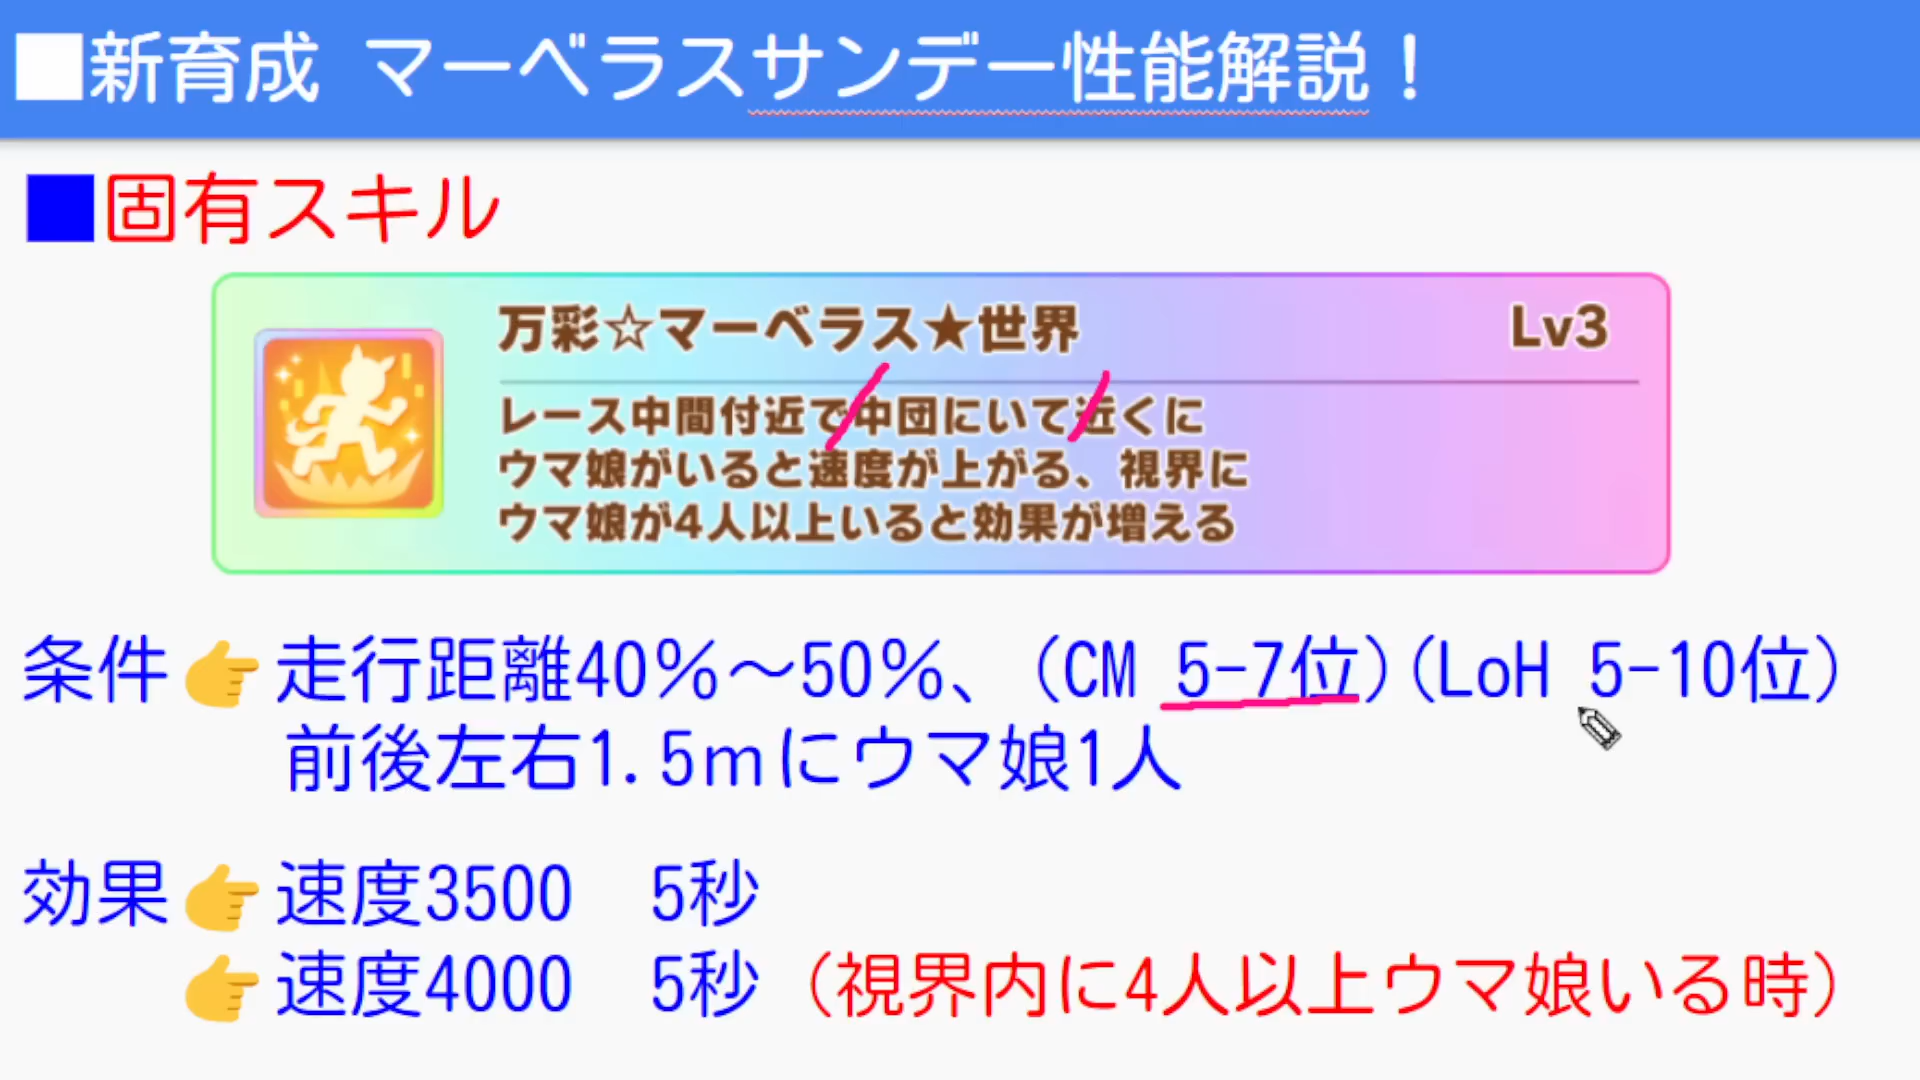 ■新育成 マーベラスサンデー性能解説！
■固有スキル
万彩☆マーベラス★世界 Lv3
レース中間付近で中団にいて近くに
ウマ娘がいると速度が上がる、視界に
ウマ娘が4人以上いると効果が増える
条件👉走行距離40％～50％、（CM 5-7位）（LoH 5-10位）
前後左右1.5mにウマ娘1人
効果👉速度3500 5秒
👉速度4000 5秒（視界内に4人以上ウマ娘いる時）